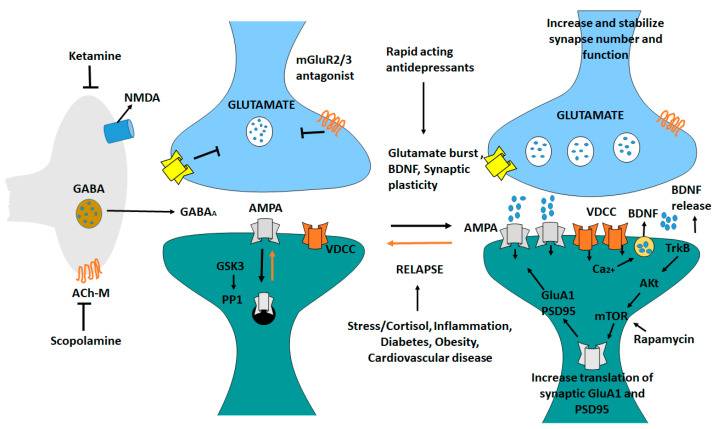 Ketamine
NMDA
GABA
GABAA
ACh-M
Scopolamine
mGluR2/3
antagonist
GLUTAMATE
AMPA
VDCC
GSK3
PP1
Rapid acting
antidepressants
Glutamate burst,
BDNF, Synaptic
plasticity
RELAPSE
Stress/Cortisol, Inflammation,
Diabetes, Obesity,
Cardiovascular disease
Increase and stabilize
synapse number and
function
GLUTAMATE
BDNF
release
AMPA
VDCC
BDNF
TrkB
Ca2+
AKt
GluA1
PSD95
mTOR
Rapamycin
Increase translation of
synaptic GluA1 and
PSD95